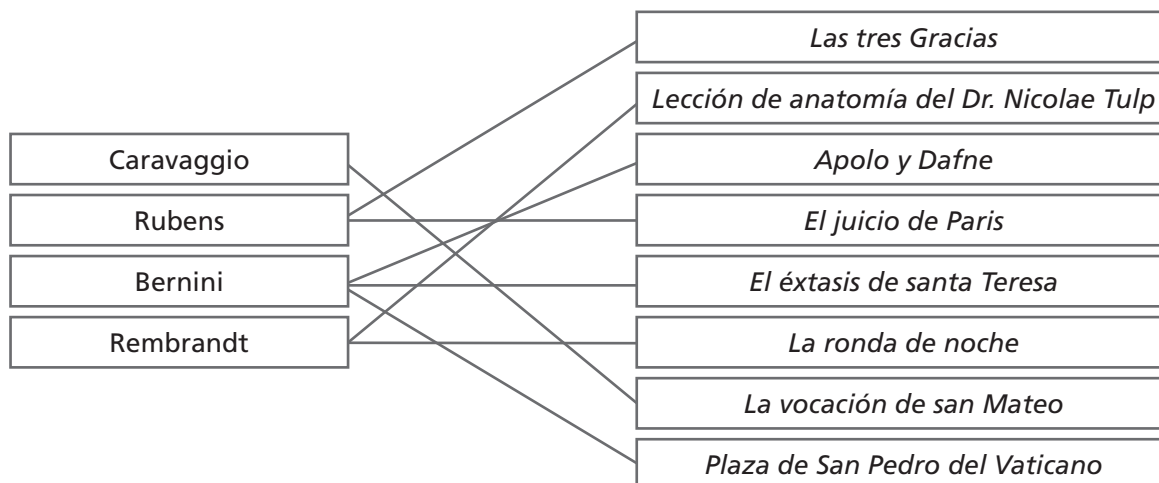 Caravaggio
Rubens
Bernini
Rembrandt
Las tres Gracias
Lección de anatomía del Dr. Nicolae Tulp
Apolo y Dafne
El juicio de Paris
El éxtasis de santa Teresa
La ronda de noche
La vocación de san Mateo
Plaza de San Pedro del Vaticano